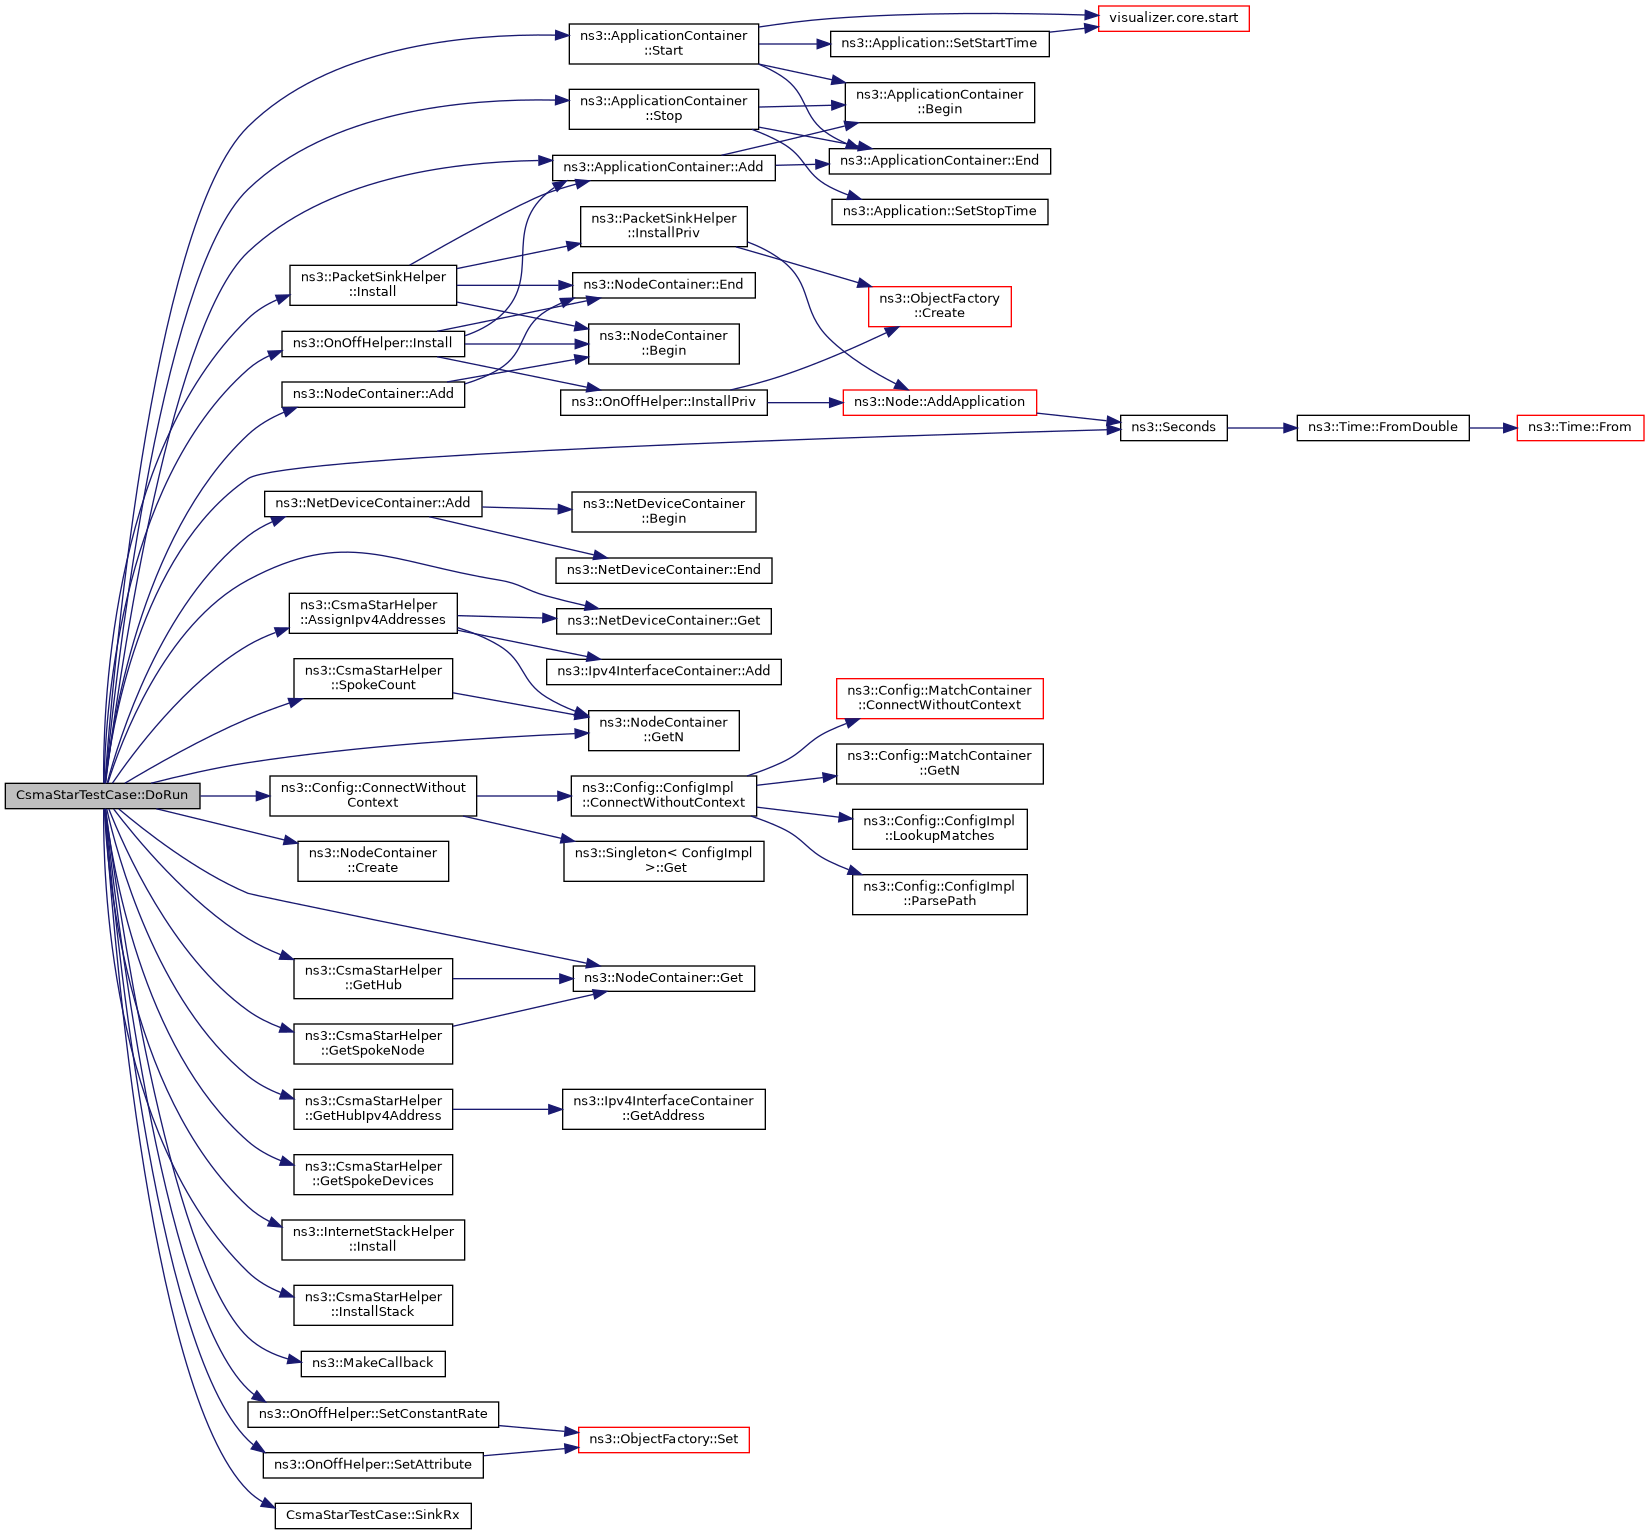 visualizer.core.start
ns3::ApplicationContainer
::Start
ns3::Application::SetStartTime
ns3::ApplicationContainer
::Begin
ns3::ApplicationContainer
::Stop
ns3::ApplicationContainer::End
ns3::ApplicationContainer::Add
ns3::Application::SetStopTime
ns3::PacketSinkHelper
::InstallPriv
ns3::PacketSinkHelper
::Install
ns3::NodeContainer::End
ns3::ObjectFactory
::Create
ns3::OnOffHelper::Install
ns3::NodeContainer
::Begin
ns3::NodeContainer::Add
ns3::OnOffHelper::InstallPriv
ns3::Node::AddApplication
ns3::Seconds
ns3::Time::FromDouble
ns3::Time::From
ns3::NetDeviceContainer::Add
ns3::NetDeviceContainer
::Begin
ns3::NetDeviceContainer::End
ns3::CsmaStarHelper
::AssignIpv4Addresses
ns3::NetDeviceContainer::Get
ns3::CsmaStarHelper
::SpokeCount
ns3::Ipv4InterfaceContainer::Add
ns3::Config::MatchContainer
::ConnectWithoutContext
ns3::NodeContainer
::GetN
ns3::Config::MatchContainer
::GetN
CsmaStarTestCase::DoRun
ns3::Config::ConnectWithout
Context
ns3::Config::ConfigImpl
::ConnectWithoutContext
ns3::Config::ConfigImpl
::LookupMatches
ns3::NodeContainer
::Create
ns3::Singleton< ConfigImpl
>::Get
ns3::Config::ConfigImpl
::ParsePath
ns3::CsmaStarHelper
::GetHub
ns3::NodeContainer::Get
ns3::CsmaStarHelper
::GetSpokeNode
ns3::CsmaStarHelper
::GetHubIpv4Address
ns3::Ipv4InterfaceContainer
::GetAddress
ns3::CsmaStarHelper
::GetSpokeDevices
ns3::InternetStackHelper
::Install
ns3::CsmaStarHelper
::InstallStack
ns3::MakeCallback
ns3::OnOffHelper::SetConstantRate
ns3::ObjectFactory::Set
ns3::OnOffHelper::SetAttribute
CsmaStarTestCase::SinkRx